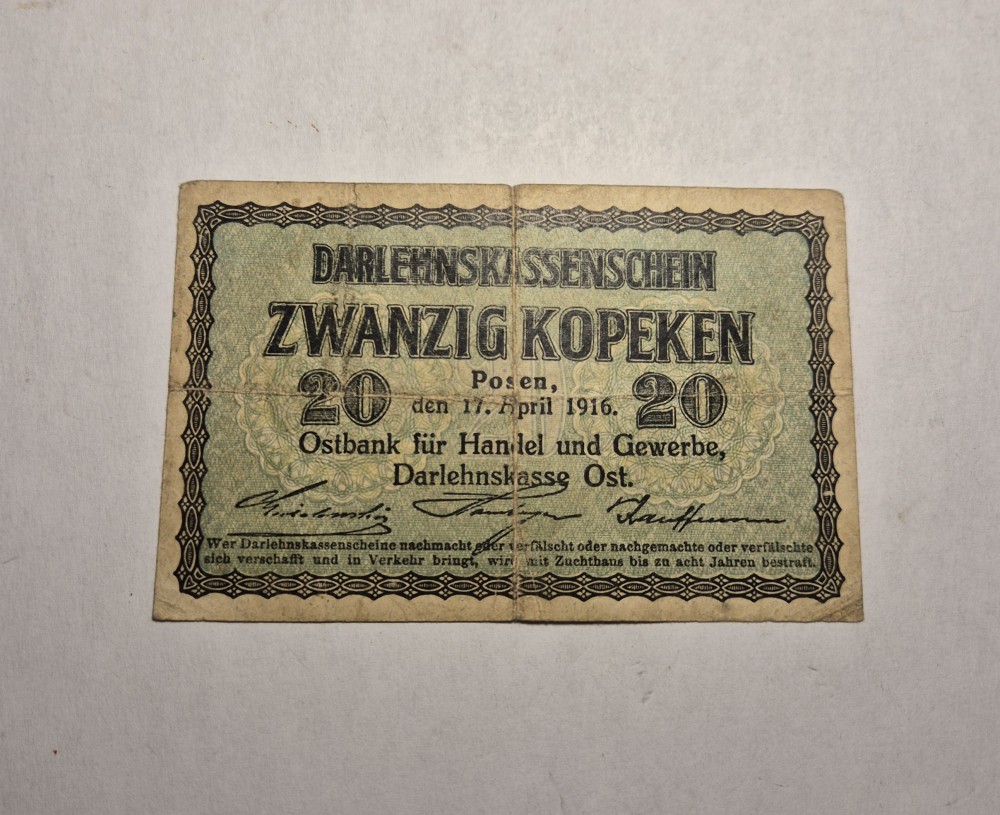 DARLEHNSKASSENSCHEIN
ZWANZIG KOPEKEN
20 Posen, 20
den 17. April 1916.
Ostbank für Handel und Gewerbe,
Darlehnskasse Ost.
Kauffmann
Wer Darlehnskassenscheine nachmacht oder verfälscht oder nachgemachte oder verfälschte
sich verschafft und in Verkehr bringt, wird mit Zuchthaus bis zu acht Jahren bestraft.